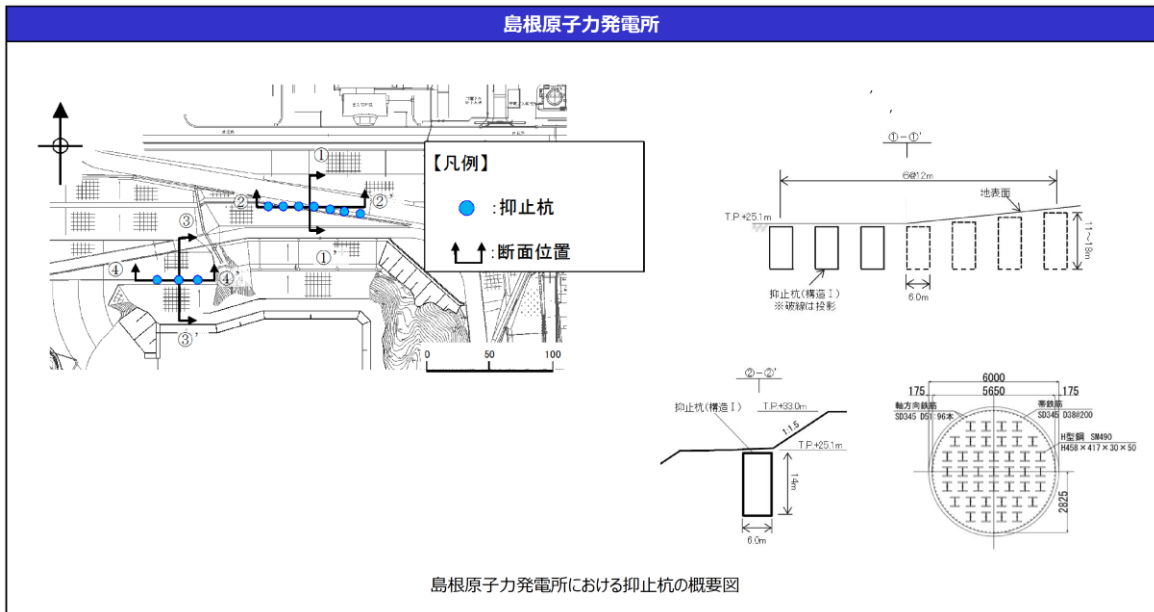 島根原子力発電所
①
②
②'
③
①'
④
④'
③'
【凡例】
:抑止杭
:断面位置
0 50 100
①-①'
6@12m
地表面
T.P.+25.1m
11~18m
抑止杭(構造Ⅰ)
※破線は投影
6.0m
②-②'
抑止杭(構造Ⅰ)
T.P.+33.0m
1:1.5
T.P.+25.1m
14m
6.0m
6000
175 5650 175
軸方向鉄筋
SD345 D51 96本
帯鉄筋
SD345 D38@200
H型鋼 SM490
H458×417×30×50
2825
島根原子力発電所における抑止杭の概要図